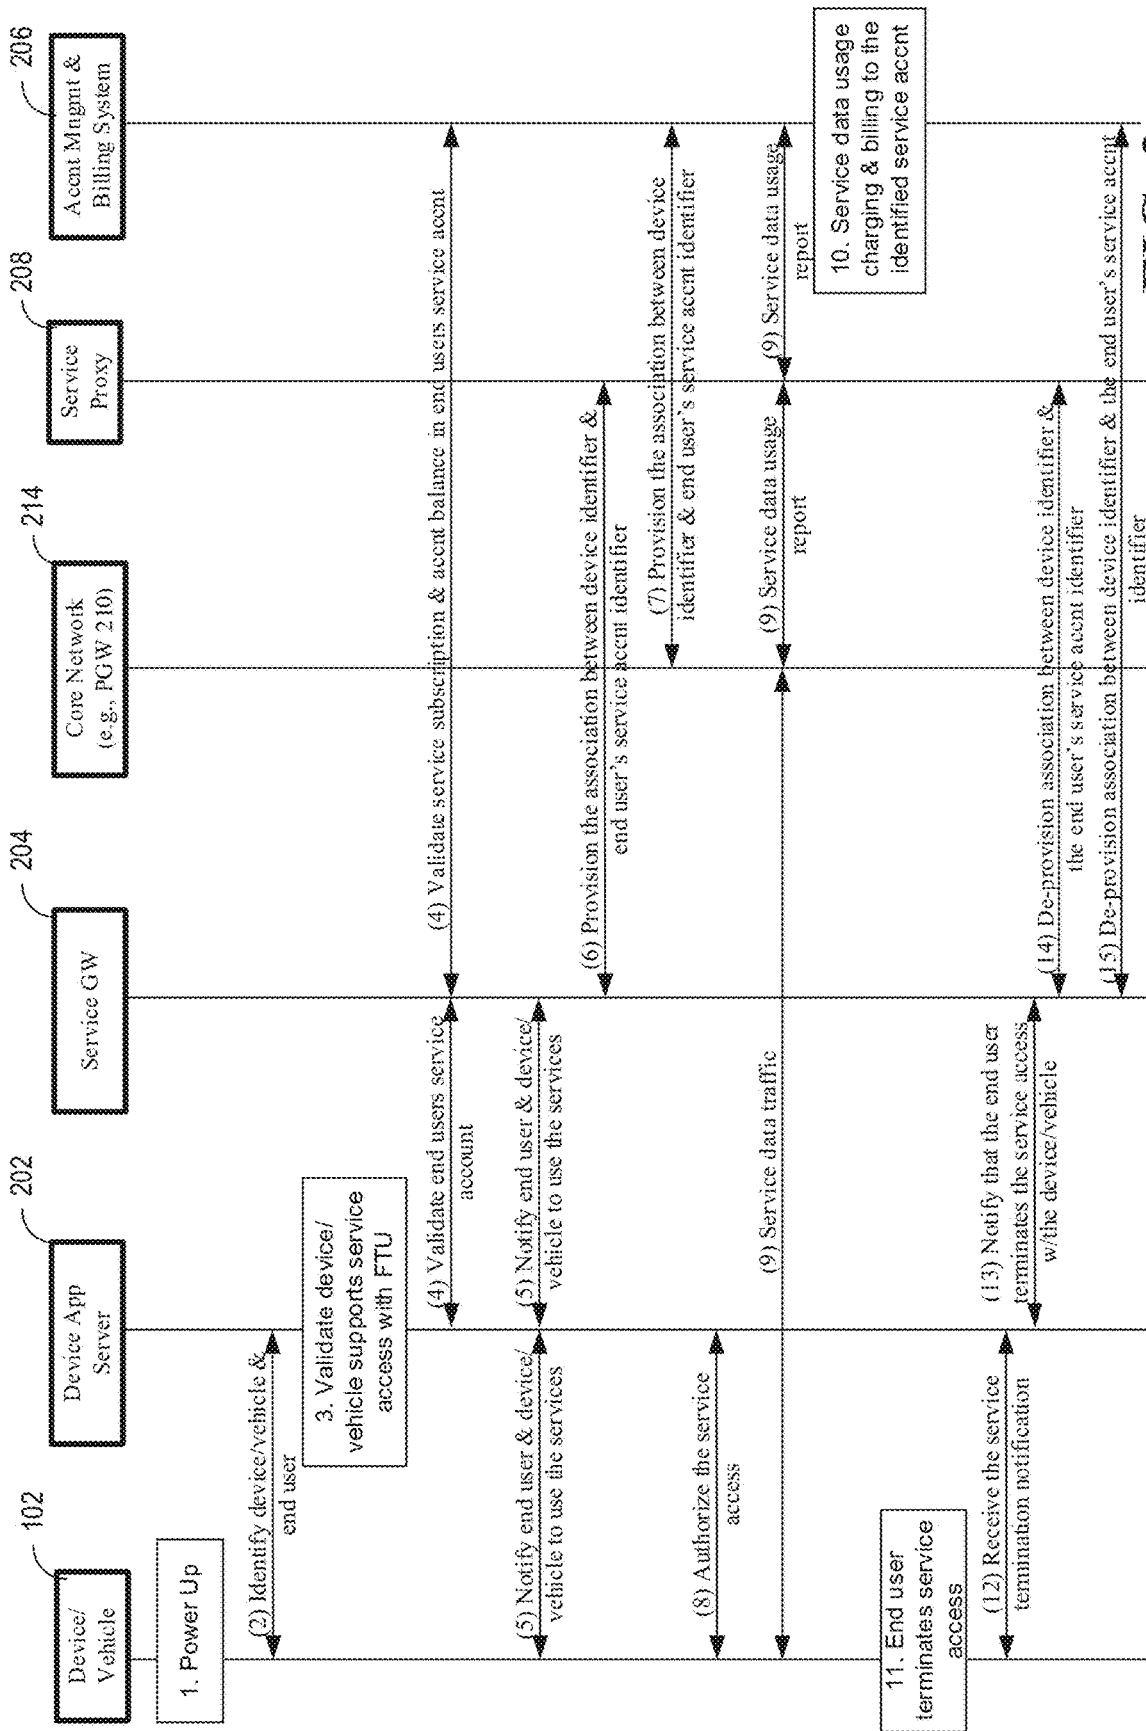 102
Device/
Vehicle
202
Device App
Server
204
Service GW
214
Core Network
(e.g., PGW 210)
208
Service
Proxy
206
Accnt Mngmt &
Billing System
1. Power Up
(2) Identify device/vehicle &
end user
3. Validate device/
vehicle supports service
access with FTU
(4) Validate end users service
account
(4) Validate service subscription & accnt balance in end users service accnt
(5) Notify end user & device/
vehicle to use the services
(5) Notify end user & device/
vehicle to use the services
(6) Provision the association between device identifier &
end user's service accnt identifier
(7) Provision the association between device
identifier & end user's service accnt identifier
(8) Authorize the service
access
(9) Service data traffic
(9) Service data usage
report
(9) Service data usage
report
10. Service data usage
charging & billing to the
identified service accnt
11. End user
terminates service
access
(12) Receive the service
termination notification
(13) Notify that the end user
terminates the service access
w/the device/vehicle
(14) De-provision association between device identifier &
the end user's service accnt identifier
(15) De-provision association between device identifier & the end user's service accnt
identifier